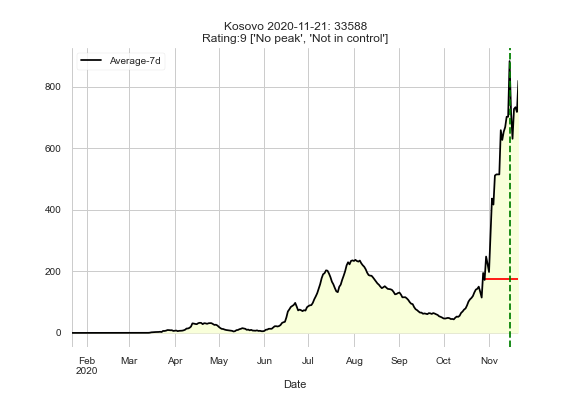 Kosovo 2020-11-21: 33588
Rating:9 ['No peak', 'Not in control']
Average-7d
800
600
400
200
0
Feb Mar Apr May Jun Jul Aug Sep Oct Nov
2020
Date